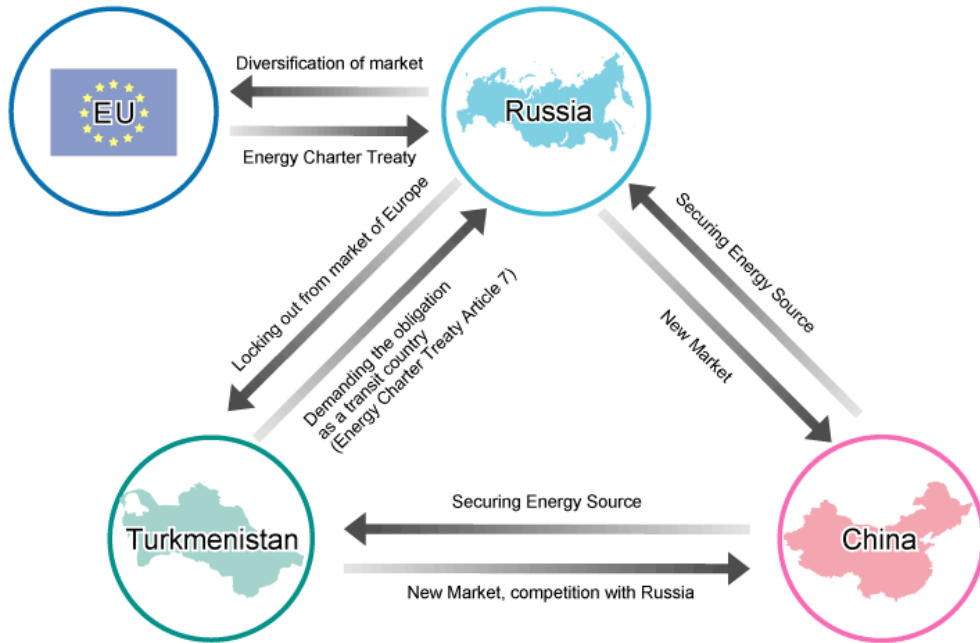 Diversification of market
EU
Russia
Energy Charter Treaty
Locking out from market of Europe
Demanding the obligation
as a transit country
(Energy Charter Treaty Article 7)
Securing Energy Source
New Market
Securing Energy Source
Turkmenistan
China
New Market, competition with Russia